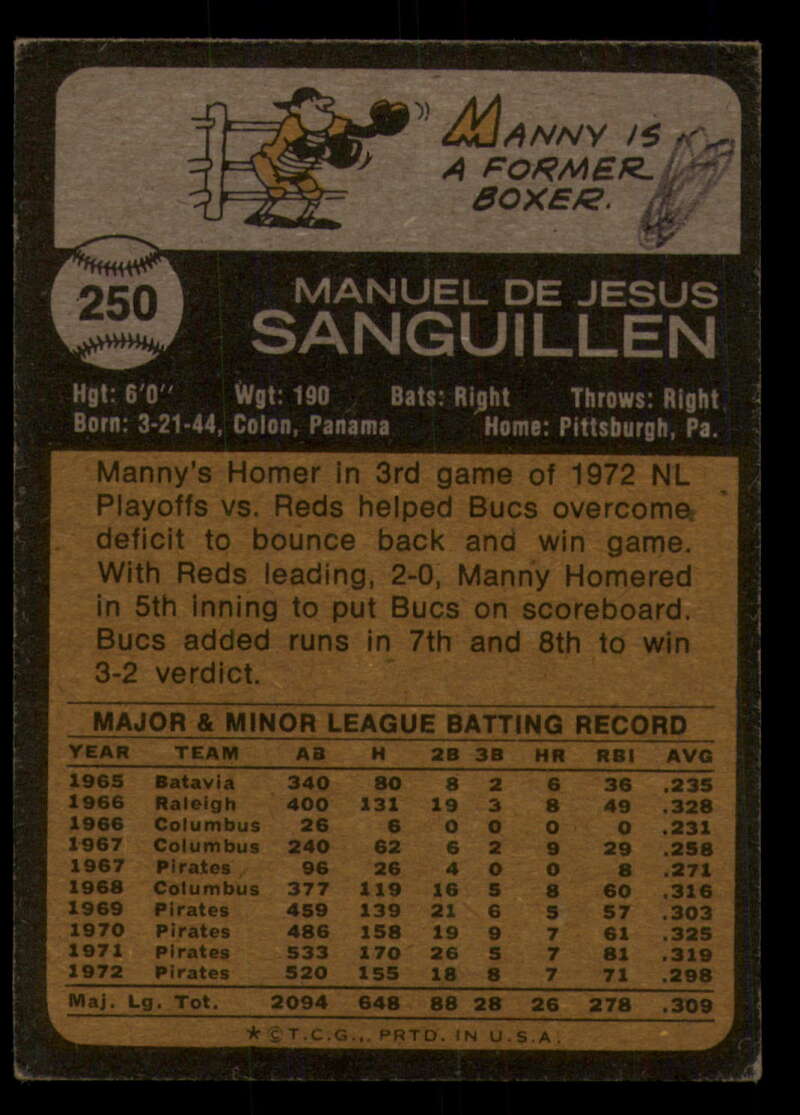 MANNY IS
A FORMER
BOXER.
250
MANUEL DE JESUS
SANGUILLEN
Hgt: 6'0" Wgt: 190 Bats: Right Throws: Right
Born: 3-21-44, Colon, Panama Home: Pittsburgh, Pa.
Manny's Homer in 3rd game of 1972 NL
Playoffs vs. Reds helped Bucs overcome
deficit to bounce back and win game.
With Reds leading, 2-0, Manny Homered
in 5th inning to put Bucs on scoreboard.
Bucs added runs in 7th and 8th to win
3-2 verdict.
MAJOR & MINOR LEAGUE BATTING RECORD
YEAR TEAM AB H 2B 3B HR RBI AVG
1965 Batavia 340 80 8 2 6 36 .235
1966 Raleigh 400 131 19 3 8 49 .328
1966 Columbus 26 6 0 0 0 0 .231
1967 Columbus 240 62 6 2 9 29 .258
1967 Pirates 96 26 4 0 0 8 .271
1968 Columbus 377 119 16 5 8 60 .316
1969 Pirates 459 139 21 6 5 57 .303
1970 Pirates 486 158 19 9 7 61 .325
1971 Pirates 533 170 26 5 7 81 .319
1972 Pirates 520 155 18 8 7 71 .298
Maj. Lg. Tot. 2094 648 88 28 26 278 .309
*©T.C.G., PRTD. IN U.S.A.